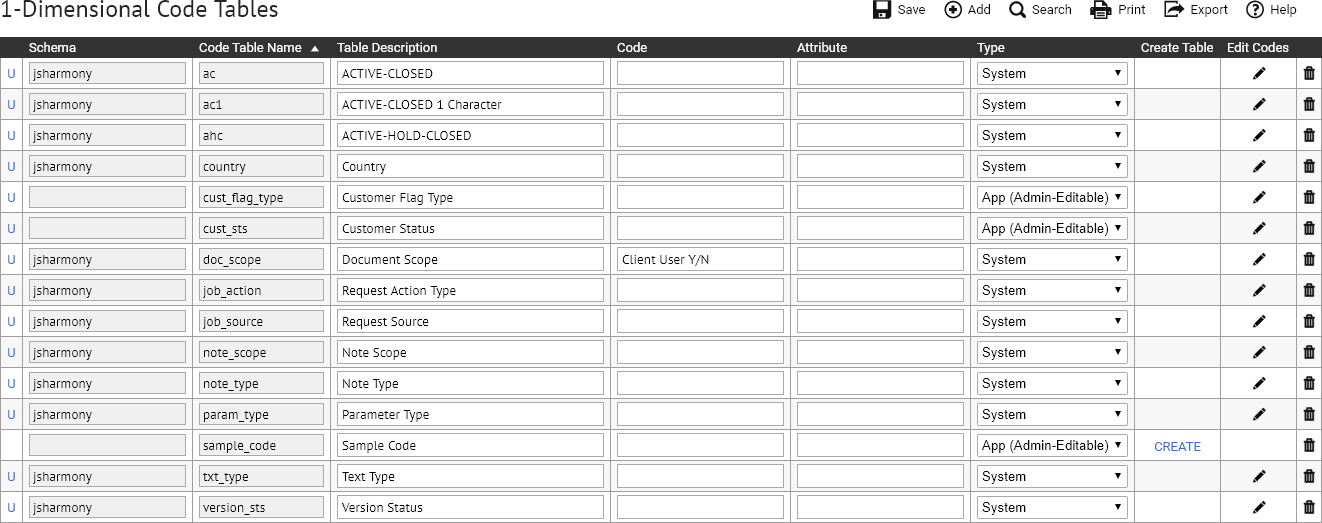 1-Dimensional Code Tables Save Add Search Print Export Help
Schema Code Table Name ▲ Table Description Code Attribute Type Create Table Edit Codes
U jsharmony ac ACTIVE-CLOSED System
U jsharmony ac1 ACTIVE-CLOSED 1 Character System
U jsharmony ahc ACTIVE-HOLD-CLOSED System
U jsharmony country Country System
U cust_flag_type Customer Flag Type App (Admin-Editable)
U cust_sts Customer Status App (Admin-Editable)
U jsharmony doc_scope Document Scope Client User Y/N System
U jsharmony job_action Request Action Type System
U jsharmony job_source Request Source System
U jsharmony note_scope Note Scope System
U jsharmony note_type Note Type System
U jsharmony param_type Parameter Type System
sample_code Sample Code App (Admin-Editable) CREATE
U jsharmony txt_type Text Type System
U jsharmony version_sts Version Status System